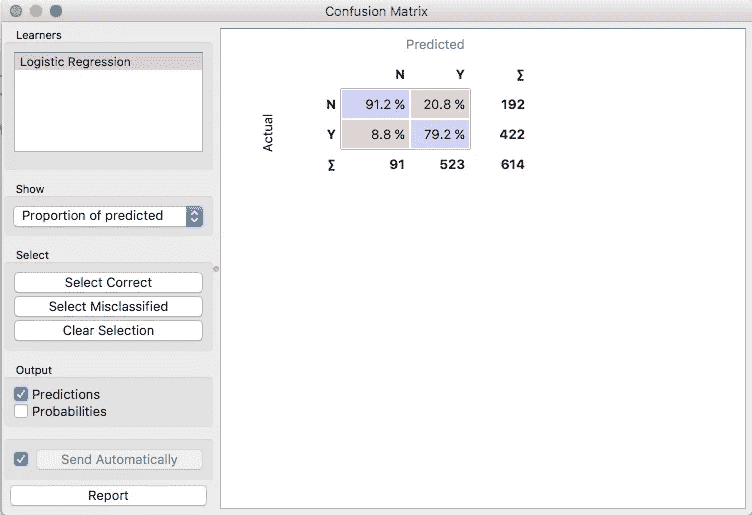 Confusion Matrix
Learners
Logistic Regression
Show
Proportion of predicted
Select
Select Correct
Select Misclassified
Clear Selection
Output
Predictions
Probabilities
Send Automatically
Report
Predicted
N Y Σ
Actual
N 91.2 % 20.8 % 192
Y 8.8 % 79.2 % 422
Σ 91 523 614